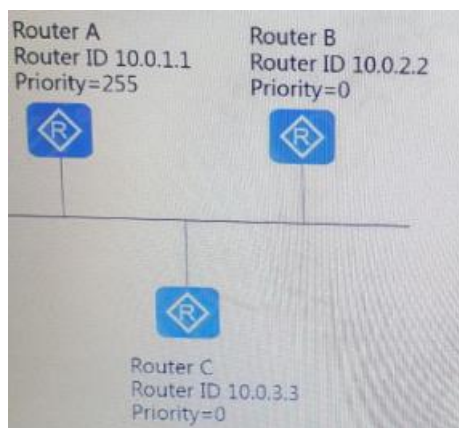 Router A
Router ID 10.0.1.1
Priority=255
Router B
Router ID 10.0.2.2
Priority=0
R
R
R
Router C
Router ID 10.0.3.3
Priority=0